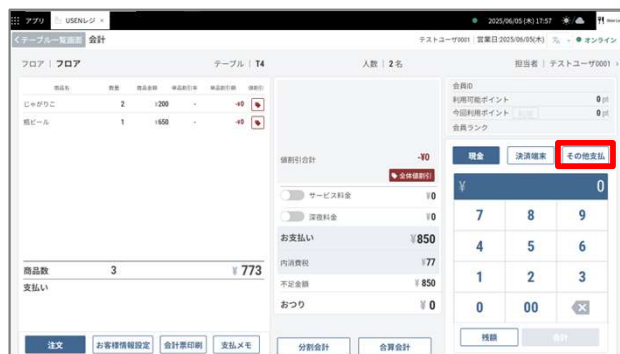 アプリ USENレジ ×
2025/06/05 (木) 17:57
<テーブル一覧画面 会計
テストユーザ0001 営業日:2025/06/05(木) オンライン
フロア | フロア テーブル | T4 人数 | 2 名 担当者 | テストユーザ0001
商品名 数量 商品金額 単品割引率 単品割引額 値割引
じゃがりこ 2 ¥200 - -¥0
瓶ビール 1 ¥650 - -¥0
商品数 3 ¥ 773
支払い
注文 お客様情報設定 会計票印刷 支払メモ
値割引合計 -¥0
全体値割引
サービス料金 ¥0
深夜料金 ¥0
お支払い ¥850
内消費税 ¥77
不足金額 ¥ 850
おつり ¥ 0
分割会計 合算会計
会員ID
利用可能ポイント 0 pt
今回利用ポイント 0 pt
会員ランク
現金 決済端末 その他支払
¥ 0
7 8 9
4 5 6
1 2 3
0 00
残額 会計